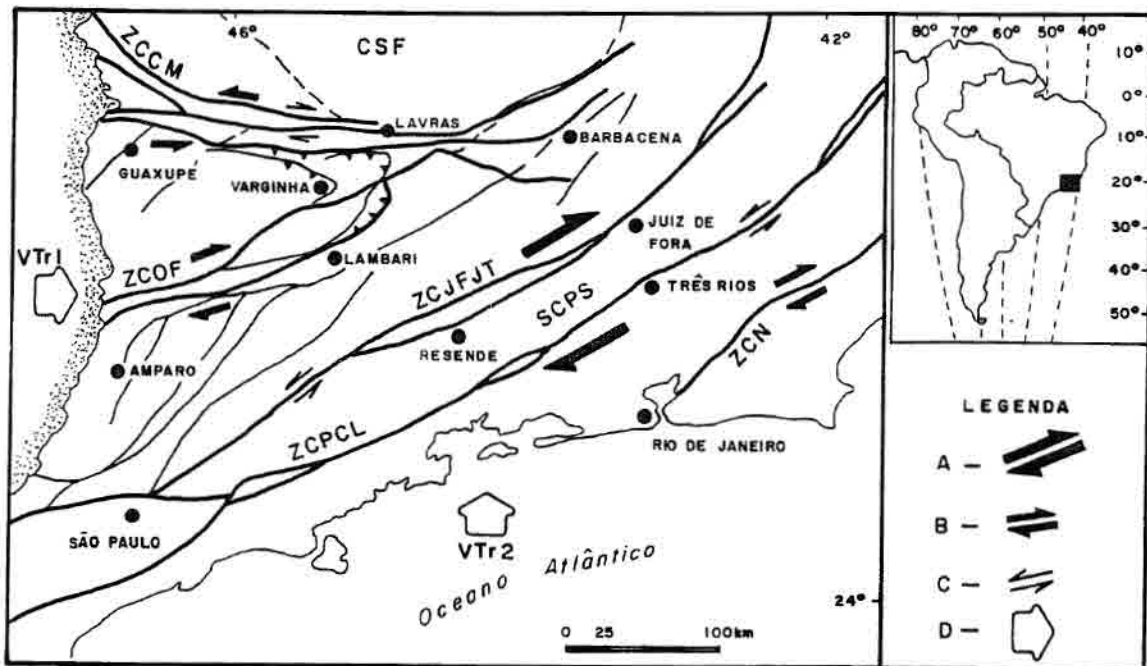 46°
42°
ZCCM
CSF
LAVRAS
BARBACENA
GUAXUPÉ
VARGINHA
JUIZ DE
FORA
VTr1
ZCOF
LAMBARI
ZCJFJT
SCPS
TRÊS RIOS
ZCN
RESENDE
AMPARO
ZCPCL
RIO DE JANEIRO
SÃO PAULO
VTr2
Oceano Atlântico
24°
0 25 100km
80° 70° 60° 50° 40°
10°
0°
10°
20°
30°
40°
50°
LEGENDA
A —
B —
C —
D —